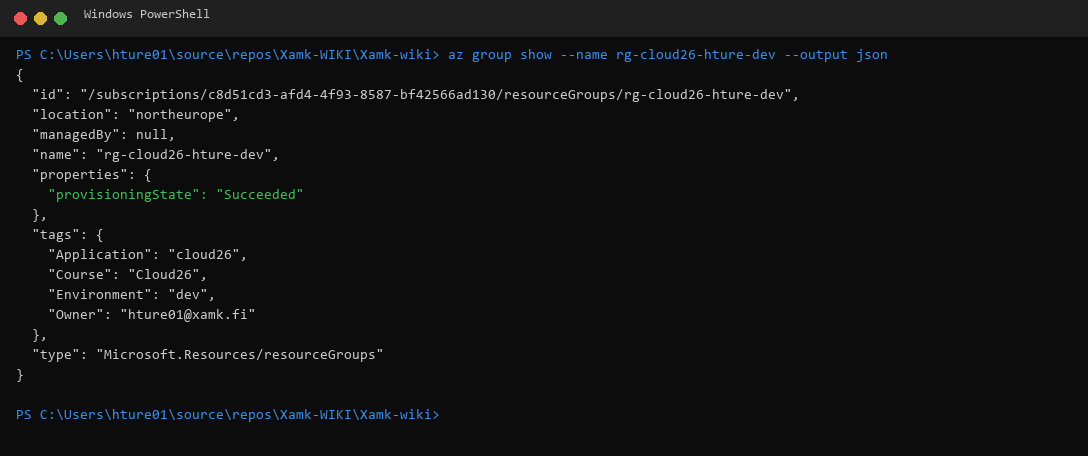 Windows PowerShell
PS C:\Users\hture01\source\repos\Xamk-WIKI\Xamk-wiki> az group show --name rg-cloud26-hture-dev --output json
{
  "id": "/subscriptions/c8d51cd3-afd4-4f93-8587-bf42566ad130/resourceGroups/rg-cloud26-hture-dev",
  "location": "northeurope",
  "managedBy": null,
  "name": "rg-cloud26-hture-dev",
  "properties": {
    "provisioningState": "Succeeded"
  },
  "tags": {
    "Application": "cloud26",
    "Course": "Cloud26",
    "Environment": "dev",
    "Owner": "hture01@xamk.fi"
  },
  "type": "Microsoft.Resources/resourceGroups"
}
PS C:\Users\hture01\source\repos\Xamk-WIKI\Xamk-wiki>